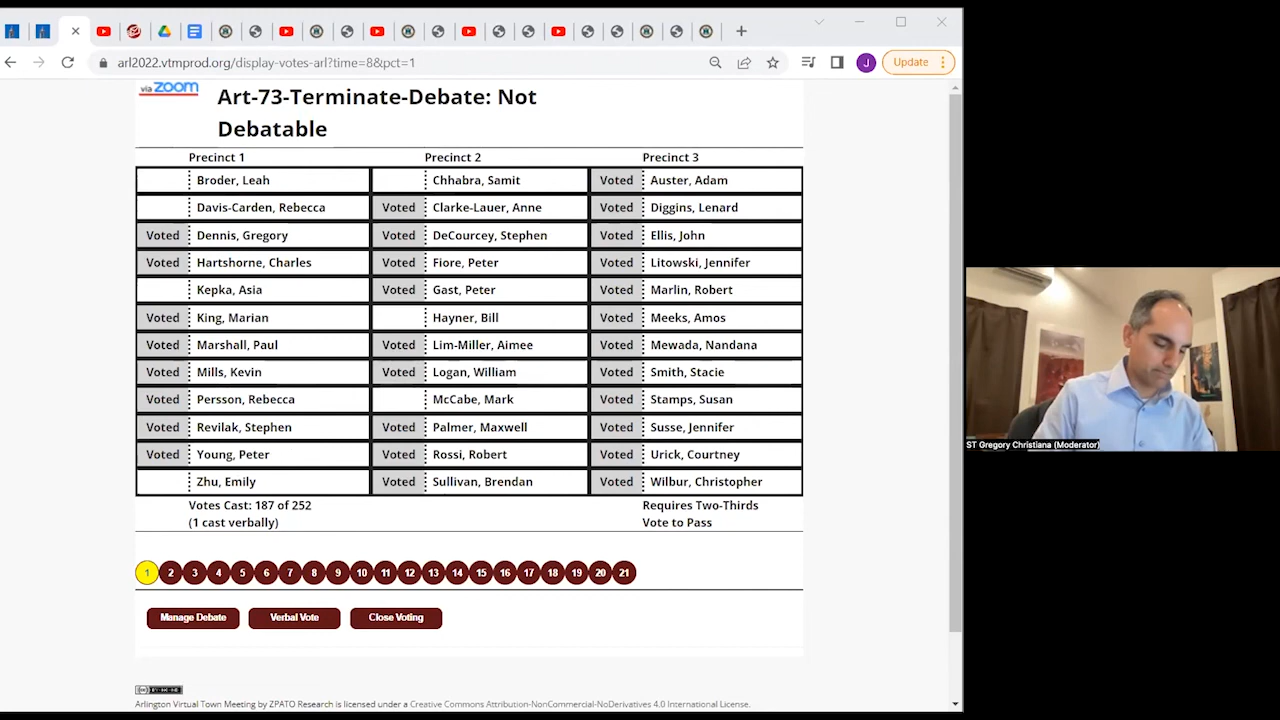 Update
arl2022.vtmprod.org/display-votes-arl?time=8&pct=1
J
via zoom
Art-73-Terminate-Debate: Not
Debatable
Precinct 1 Precinct 2 Precinct 3
Broder, Leah Chhabra, Samit Voted Auster, Adam
Davis-Carden, Rebecca Voted Clarke-Lauer, Anne Voted Diggins, Lenard
Voted Dennis, Gregory Voted DeCourcey, Stephen Voted Ellis, John
Voted Hartshorne, Charles Voted Fiore, Peter Voted Litowski, Jennifer
Kepka, Asia Voted Gast, Peter Voted Marlin, Robert
Voted King, Marian Hayner, Bill Voted Meeks, Amos
Voted Marshall, Paul Voted Lim-Miller, Aimee Voted Mewada, Nandana
Voted Mills, Kevin Voted Logan, William Voted Smith, Stacie
Voted Persson, Rebecca McCabe, Mark Voted Stamps, Susan
Voted Revilak, Stephen Voted Palmer, Maxwell Voted Susse, Jennifer
Voted Young, Peter Voted Rossi, Robert Voted Urick, Courtney
Zhu, Emily Voted Sullivan, Brendan Voted Wilbur, Christopher
Votes Cast: 187 of 252 Requires Two-Thirds
(1 cast verbally) Vote to Pass
1 2 3 4 5 6 7 8 9 10 11 12 13 14 15 16 17 18 19 20 21
Manage Debate Verbal Vote Close Voting
Arlington Virtual Town Meeting by ZPATO Research is licensed under a Creative Commons Attribution-NonCommercial-NoDerivatives 4.0 International License.
ST Gregory Christiana (Moderator)